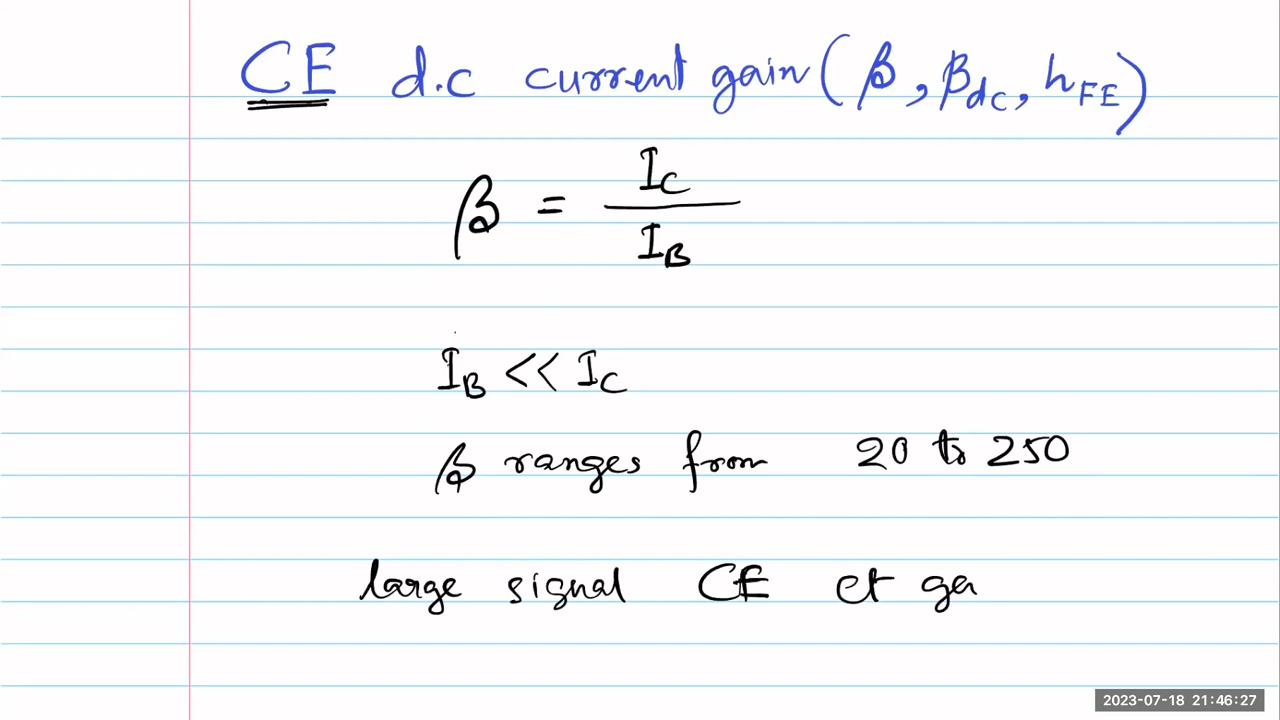 CE d.c current gain (β, βdc, hFE)
β = IC / IB
IB << IC
β ranges from 20 to 250
large signal CE ct ga
2023-07-18 21:46:27